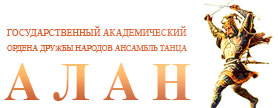 ГОСУДАРСТВЕННЫЙ АКАДЕМИЧЕСКИЙ
ОРДЕНА ДРУЖБЫ НАРОДОВ АНСАМБЛЬ ТАНЦА
АЛАН